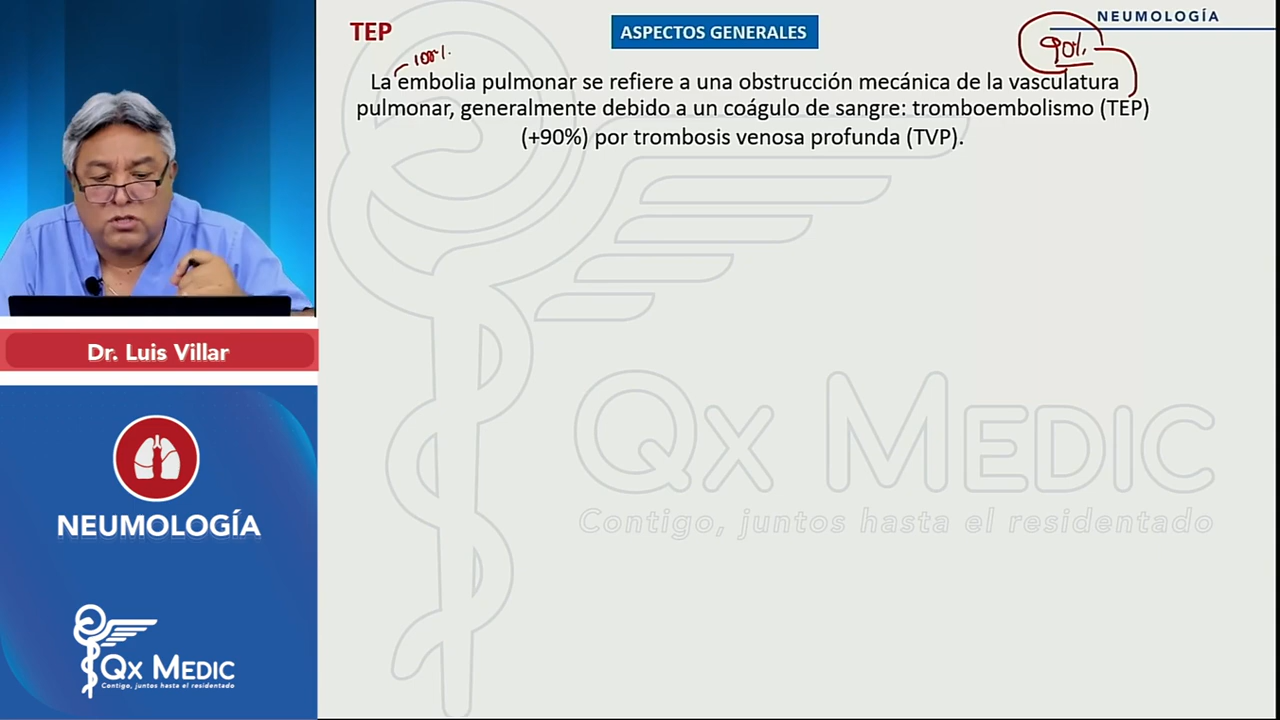 TEP
ASPECTOS GENERALES
NEUMOLOGÍA
100%.
90%.
La embolia pulmonar se refiere a una obstrucción mecánica de la vasculatura
pulmonar, generalmente debido a un coágulo de sangre: tromboembolismo (TEP)
(+90%) por trombosis venosa profunda (TVP).
Dr. Luis Villar
NEUMOLOGÍA
QX MEDIC
Contigo, juntos hasta el residentado
QX MEDIC
Contigo, juntos hasta el residentado